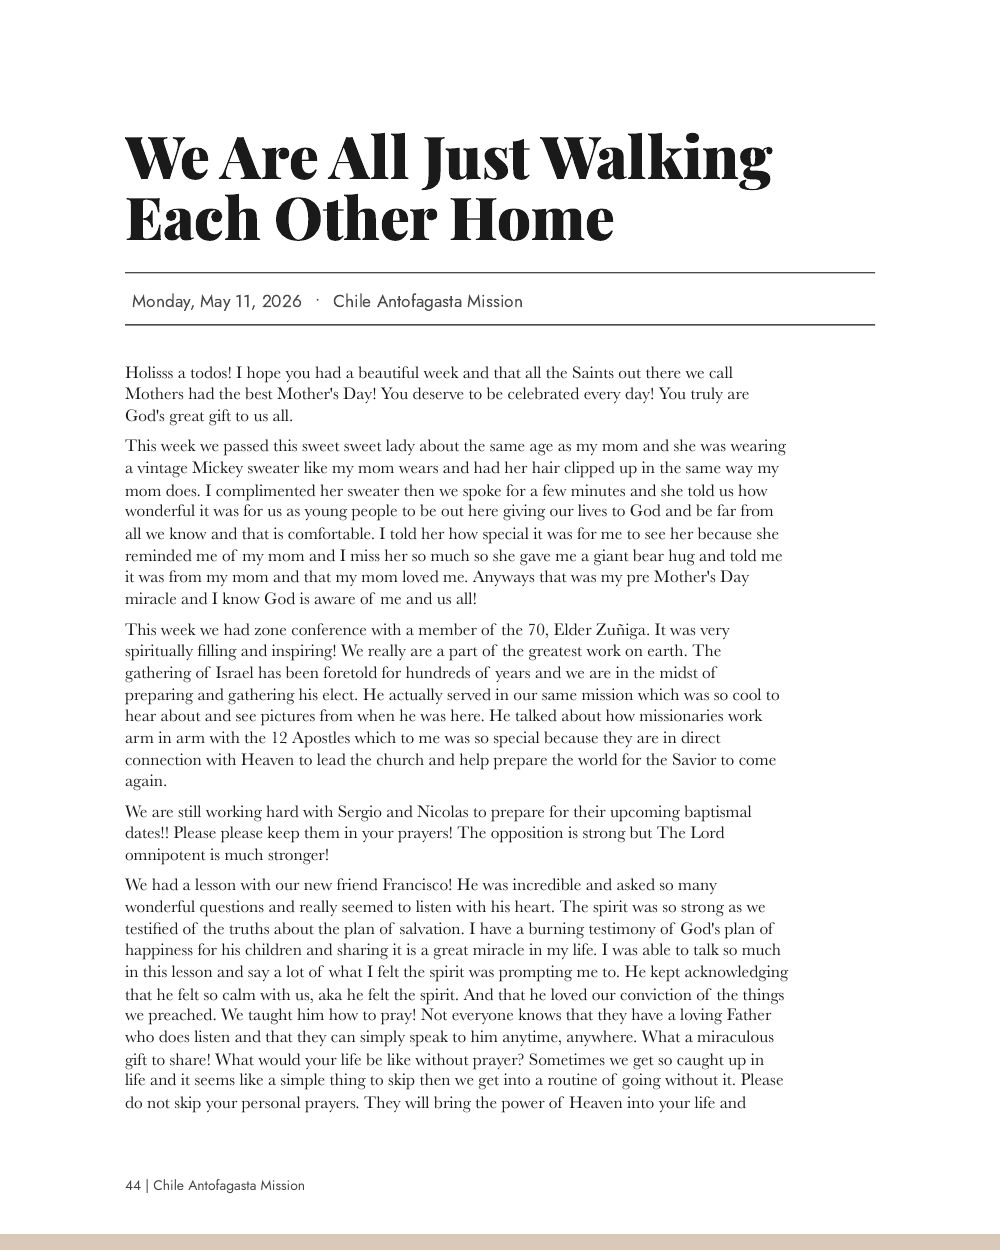 We Are All Just Walking
Each Other Home
Monday, May 11, 2026 · Chile Antofagasta Mission
Holisss a todos! I hope you had a beautiful week and that all the Saints out there we call
Mothers had the best Mother's Day! You deserve to be celebrated every day! You truly are
God's great gift to us all.
This week we passed this sweet sweet lady about the same age as my mom and she was wearing
a vintage Mickey sweater like my mom wears and had her hair clipped up in the same way my
mom does. I complimented her sweater then we spoke for a few minutes and she told us how
wonderful it was for us as young people to be out here giving our lives to God and be far from
all we know and that is comfortable. I told her how special it was for me to see her because she
reminded me of my mom and I miss her so much so she gave me a giant bear hug and told me
it was from my mom and that my mom loved me. Anyways that was my pre Mother's Day
miracle and I know God is aware of me and us all!
This week we had zone conference with a member of the 70, Elder Zuñiga. It was very
spiritually filling and inspiring! We really are a part of the greatest work on earth. The
gathering of Israel has been foretold for hundreds of years and we are in the midst of
preparing and gathering his elect. He actually served in our same mission which was so cool to
hear about and see pictures from when he was here. He talked about how missionaries work
arm in arm with the 12 Apostles which to me was so special because they are in direct
connection with Heaven to lead the church and help prepare the world for the Savior to come
again.
We are still working hard with Sergio and Nicolas to prepare for their upcoming baptismal
dates!! Please please keep them in your prayers! The opposition is strong but The Lord
omnipotent is much stronger!
We had a lesson with our new friend Francisco! He was incredible and asked so many
wonderful questions and really seemed to listen with his heart. The spirit was so strong as we
testified of the truths about the plan of salvation. I have a burning testimony of God's plan of
happiness for his children and sharing it is a great miracle in my life. I was able to talk so much
in this lesson and say a lot of what I felt the spirit was prompting me to. He kept acknowledging
that he felt so calm with us, aka he felt the spirit. And that he loved our conviction of the things
we preached. We taught him how to pray! Not everyone knows that they have a loving Father
who does listen and that they can simply speak to him anytime, anywhere. What a miraculous
gift to share! What would your life be like without prayer? Sometimes we get so caught up in
life and it seems like a simple thing to skip then we get into a routine of going without it. Please
do not skip your personal prayers. They will bring the power of Heaven into your life and
44 | Chile Antofagasta Mission